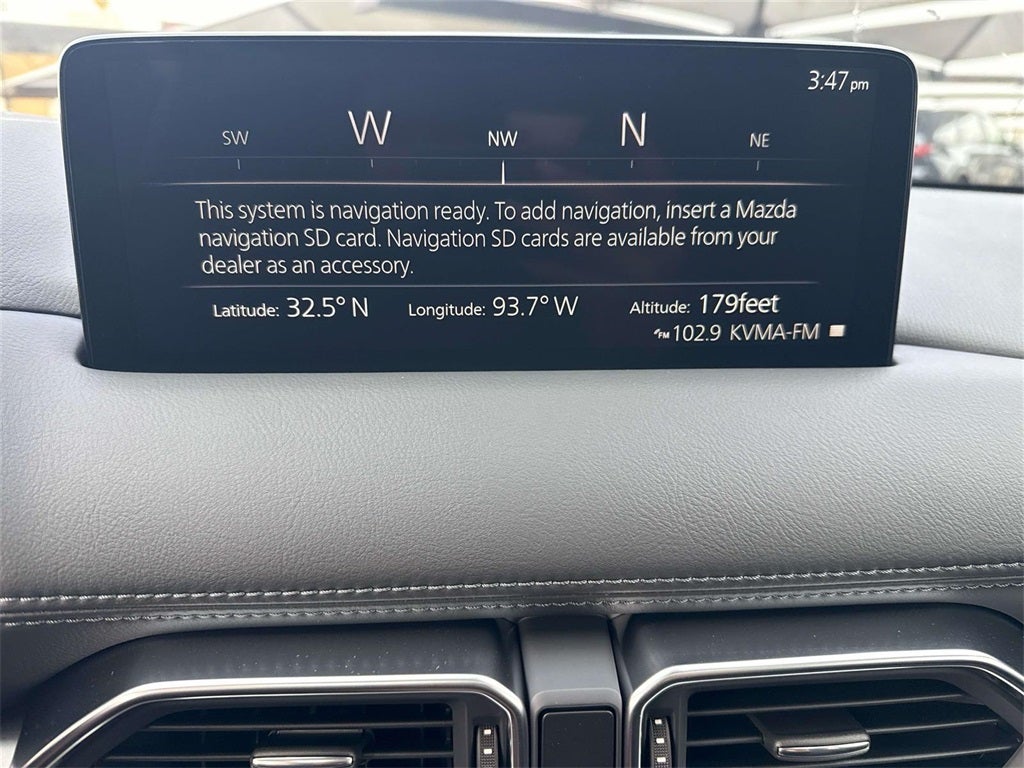 3:47 pm
SW W NW N NE
This system is navigation ready. To add navigation, insert a Mazda
navigation SD card. Navigation SD cards are available from your
dealer as an accessory.
Latitude: 32.5° N Longitude: 93.7° W Altitude: 179feet
FM 102.9 KVMA-FM